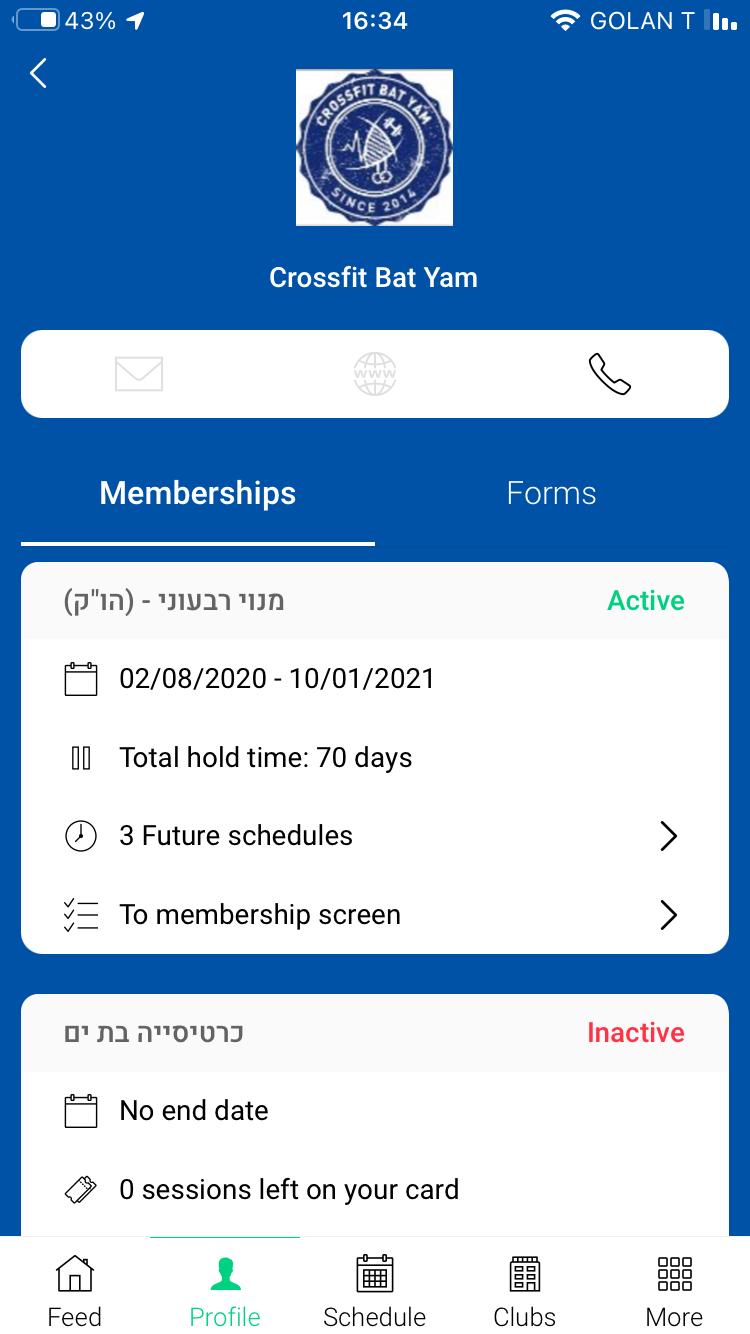 43%
16:34
GOLAN T
CROSSFIT BAT YAM
SINCE 2014
Crossfit Bat Yam
www
Memberships
Forms
מנוי רבעוני - (הו"ק)
Active
02/08/2020 - 10/01/2021
Total hold time: 70 days
3 Future schedules
To membership screen
כרטיסייה בת ים
Inactive
No end date
0 sessions left on your card
Feed
Profile
Schedule
Clubs
More